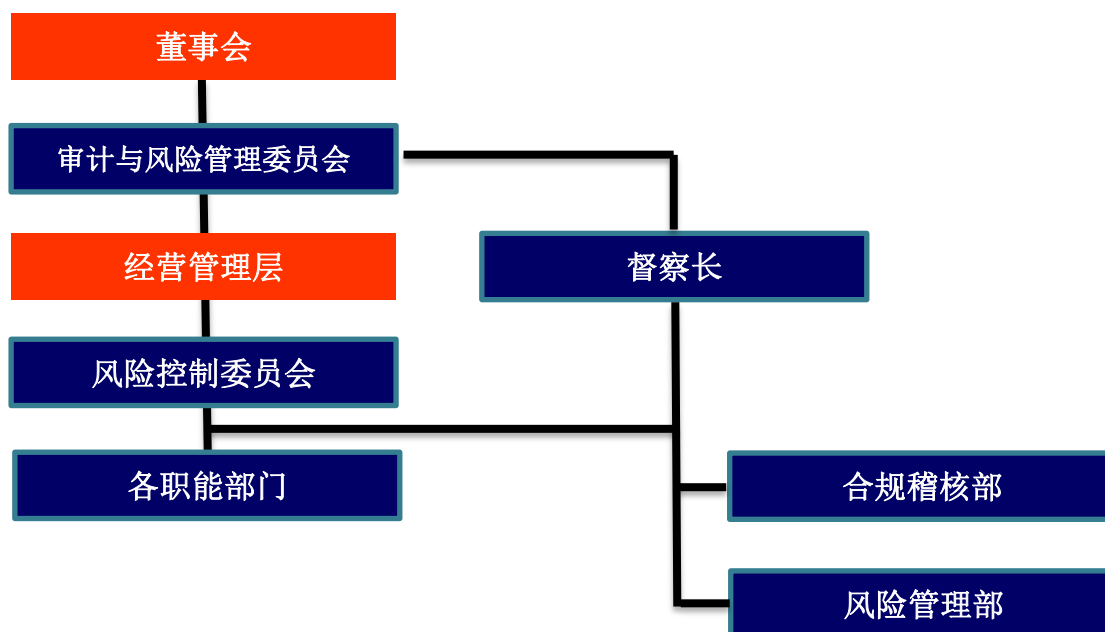 董事会
审计与风险管理委员会
经营管理层
督察长
风险控制委员会
各职能部门
合规稽核部
风险管理部